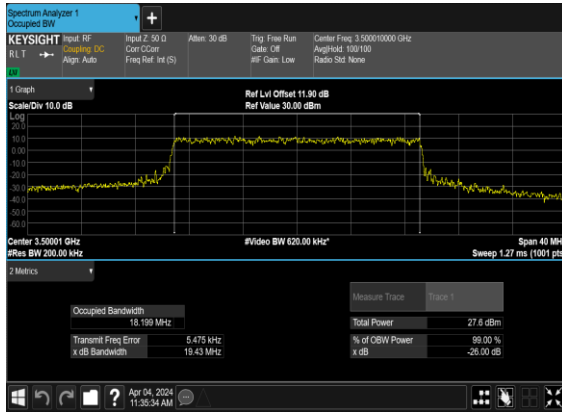 Spectrum Analyzer 1
Occupied BW
+
KEYSIGHT
R L T
Input: RF
Coupling: DC
Align: Auto
Input Z: 50 Ω
Corr CCorr
Freq Ref: Int (S)
Atten: 30 dB
Trig: Free Run
Gate: Off
#IF Gain: Low
Center Freq: 3.500010000 GHz
Avg|Hold: 100/100
Radio Std: None
1 Graph
Scale/Div 10.0 dB
Ref Lvl Offset 11.90 dB
Ref Value 30.00 dBm
Log
20.0
10.0
0.00
-10.0
-20.0
-30.0
-40.0
-50.0
-60.0
Center 3.50001 GHz
#Res BW 200.00 kHz
#Video BW 620.00 kHz*
Span 40 MH
Sweep 1.27 ms (1001 pts
2 Metrics
Measure Trace Trace 1
Occupied Bandwidth
18.199 MHz
Total Power 27.6 dBm
Transmit Freq Error 5.475 kHz
% of OBW Power 99.00 %
x dB Bandwidth 19.43 MHz
x dB -26.00 dB
?
Apr 04, 2024
11:35:34 AM